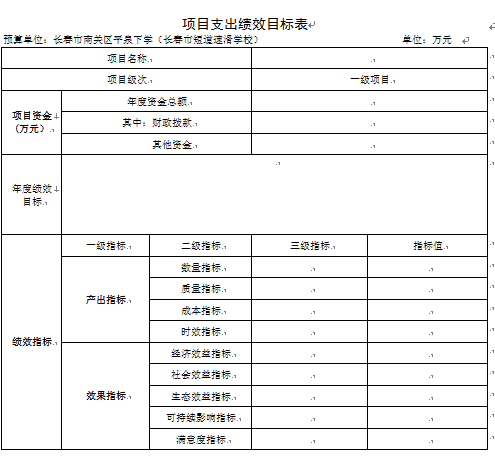 项目支出绩效目标表
预算单位：长春市南关区平泉下学（长春市短道速滑学校） 单位：万元
项目名称
项目级次 一级项目
项目资金（万元） 年度资金总额
其中：财政拨款
其他资金
年度绩效目标
绩效指标 一级指标 二级指标 三级指标 指标值
产出指标 数量指标
质量指标
成本指标
时效指标
效果指标 经济效益指标
社会效益指标
生态效益指标
可持续影响指标
满意度指标